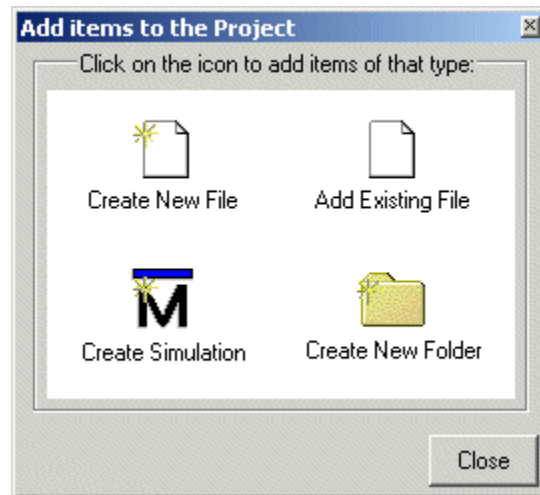 Add items to the Project
Click on the icon to add items of that type:
Create New File
Add Existing File
Create Simulation
Create New Folder
Close